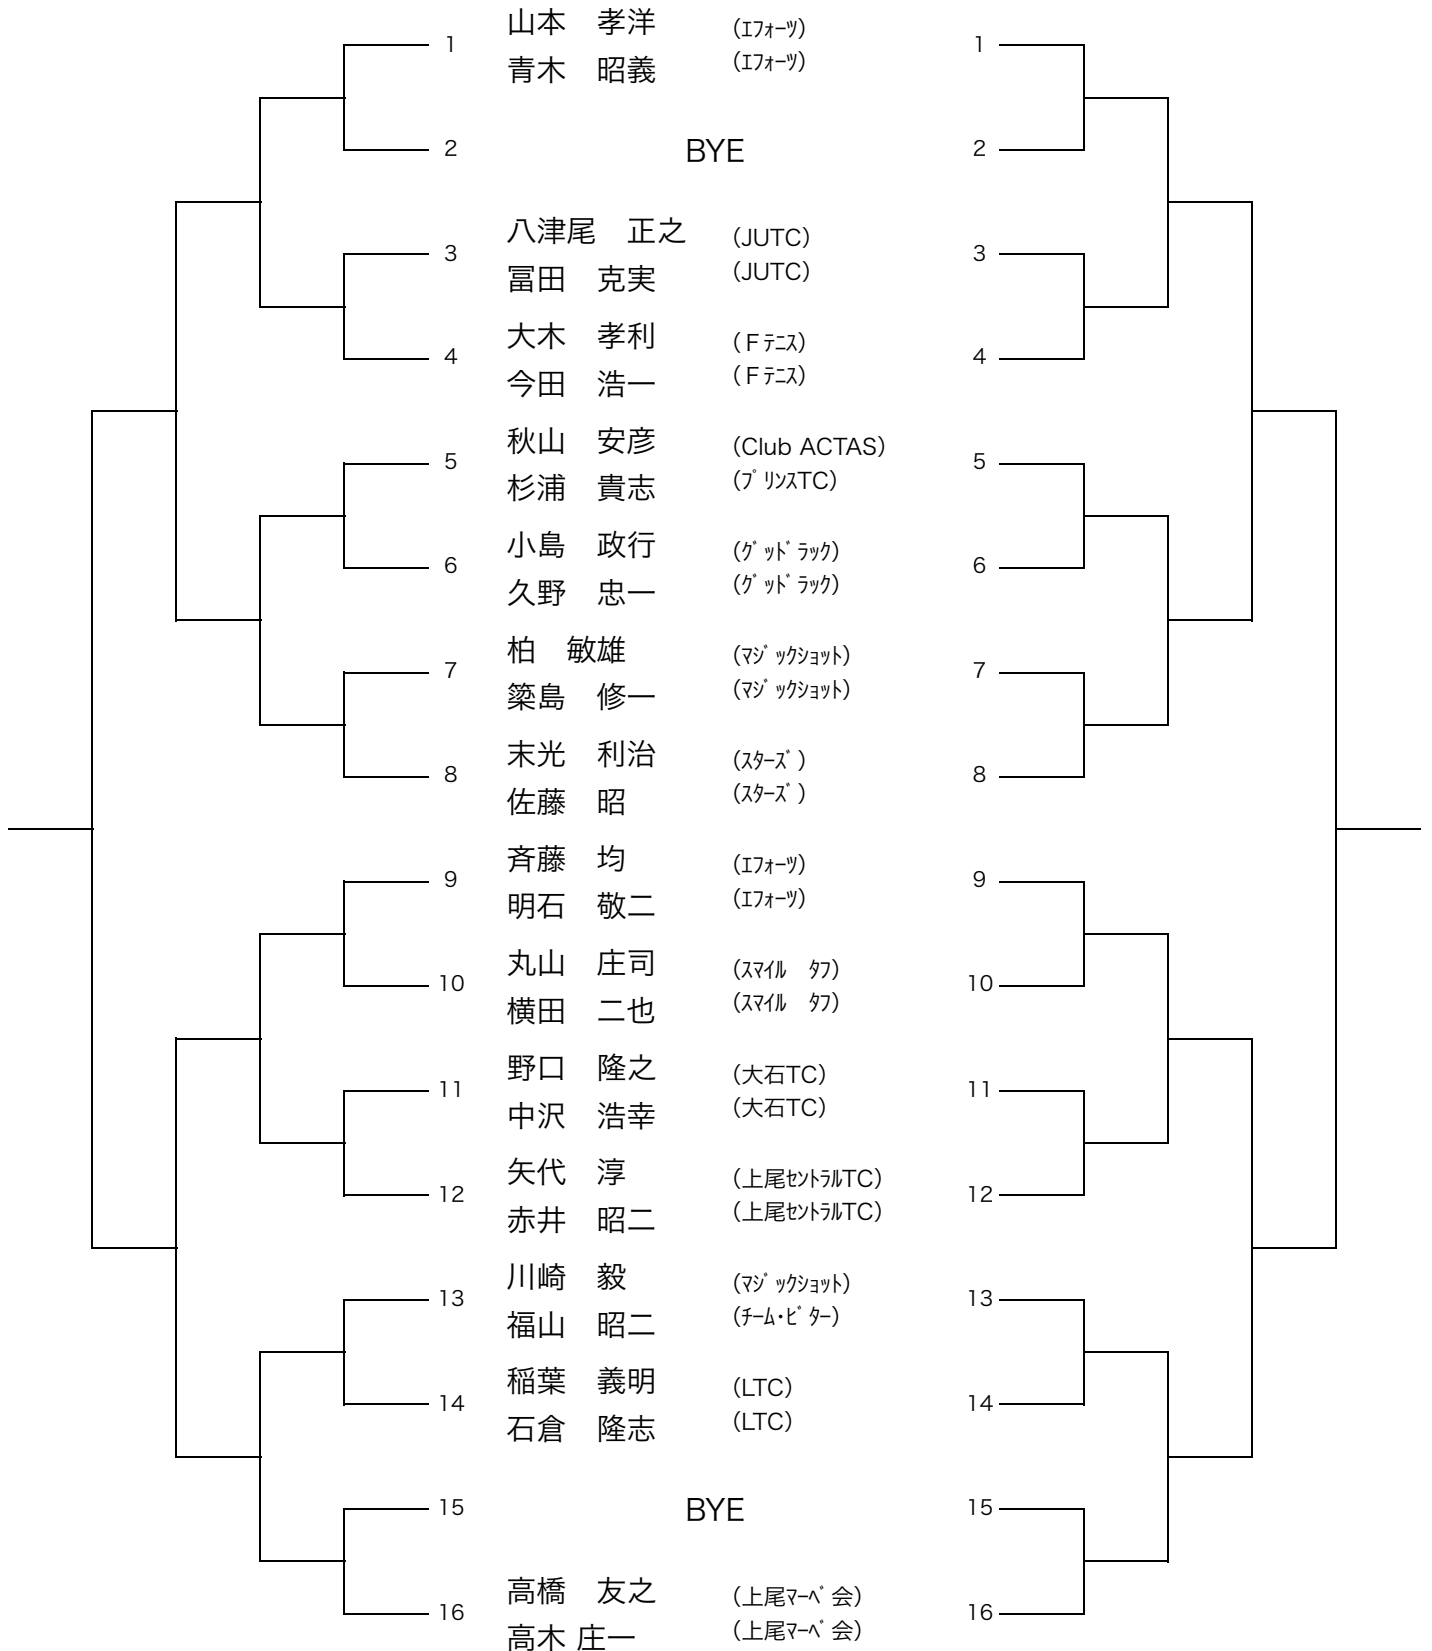 山本　孝洋 (ｴﾌｫｰﾂ)
1 1
青木　昭義 (ｴﾌｫｰﾂ)
2 BYE 2
八津尾　正之 (JUTC)
3 3
冨田　克実 (JUTC)
大木　孝利 (Ｆﾃﾆｽ)
4 4
今田　浩一 (Ｆﾃﾆｽ)
秋山　安彦 (Club ACTAS)
5 5
杉浦　貴志 (ﾌﾟﾘﾝｽTC)
小島　政行 (ｸﾞｯﾄﾞﾗｯｸ)
6 6
久野　忠一 (ｸﾞｯﾄﾞﾗｯｸ)
柏　敏雄 (ﾏｼﾞｯｸｼｮｯﾄ)
7 7
簗島　修一 (ﾏｼﾞｯｸｼｮｯﾄ)
末光　利治 (ｽﾀｰｽﾞ)
8 8
佐藤　昭 (ｽﾀｰｽﾞ)
斉藤　均 (ｴﾌｫｰﾂ)
9 9
明石　敬二 (ｴﾌｫｰﾂ)
丸山　庄司 (ｽﾏｲﾙ　ﾀﾌ)
10 10
横田　二也 (ｽﾏｲﾙ　ﾀﾌ)
野口　隆之 (大石TC)
11 11
中沢　浩幸 (大石TC)
矢代　淳 (上尾ｾﾝﾄﾗﾙTC)
12 12
赤井　昭二 (上尾ｾﾝﾄﾗﾙTC)
川崎　毅 (ﾏｼﾞｯｸｼｮｯﾄ)
13 13
福山　昭二 (ﾁｰﾑ･ﾋﾞﾀｰ)
稲葉　義明 (LTC)
14 14
石倉　隆志 (LTC)
15 BYE 15
高橋　友之 (上尾ﾏｰﾍﾞ会)
16 16
高木 庄一 (上尾ﾏｰﾍﾞ会)